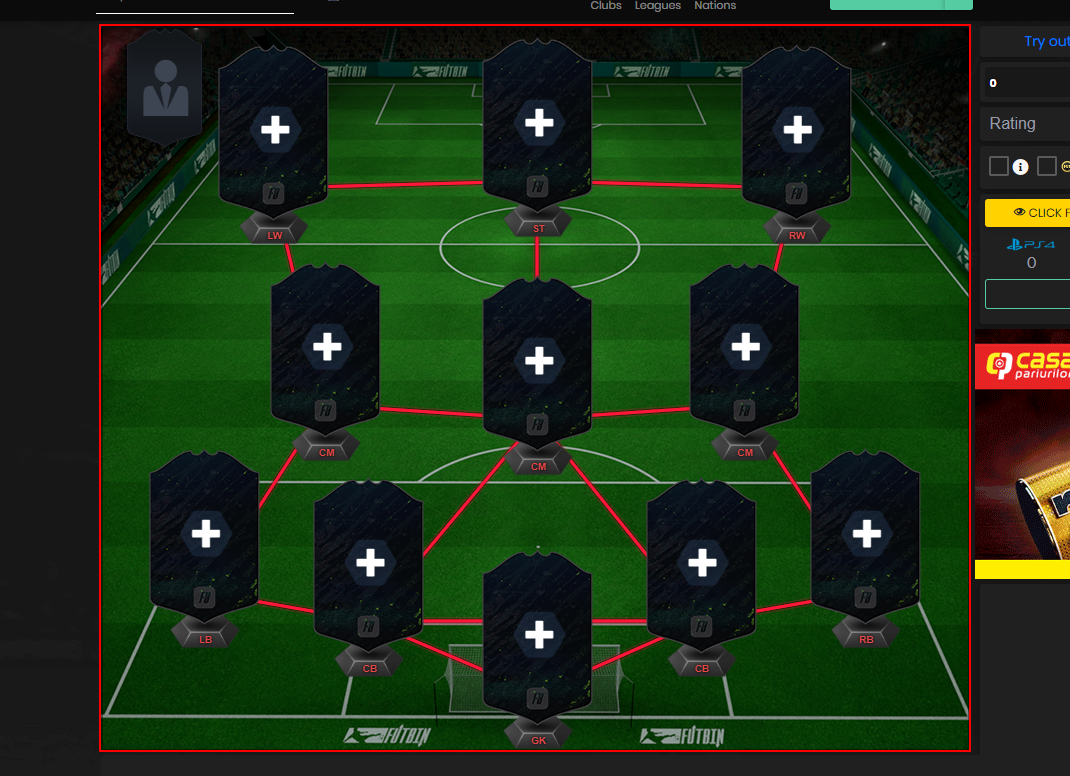 Clubs Leagues Nations
Try out
0
Rating
CLICK F
PS4
0
casa
pariurilor
FUTBIN
FUTBIN
FUTBIN
LW
ST
RW
CM
CM
CM
LB
CB
CB
RB
GK
FUTBIN
FUTBIN